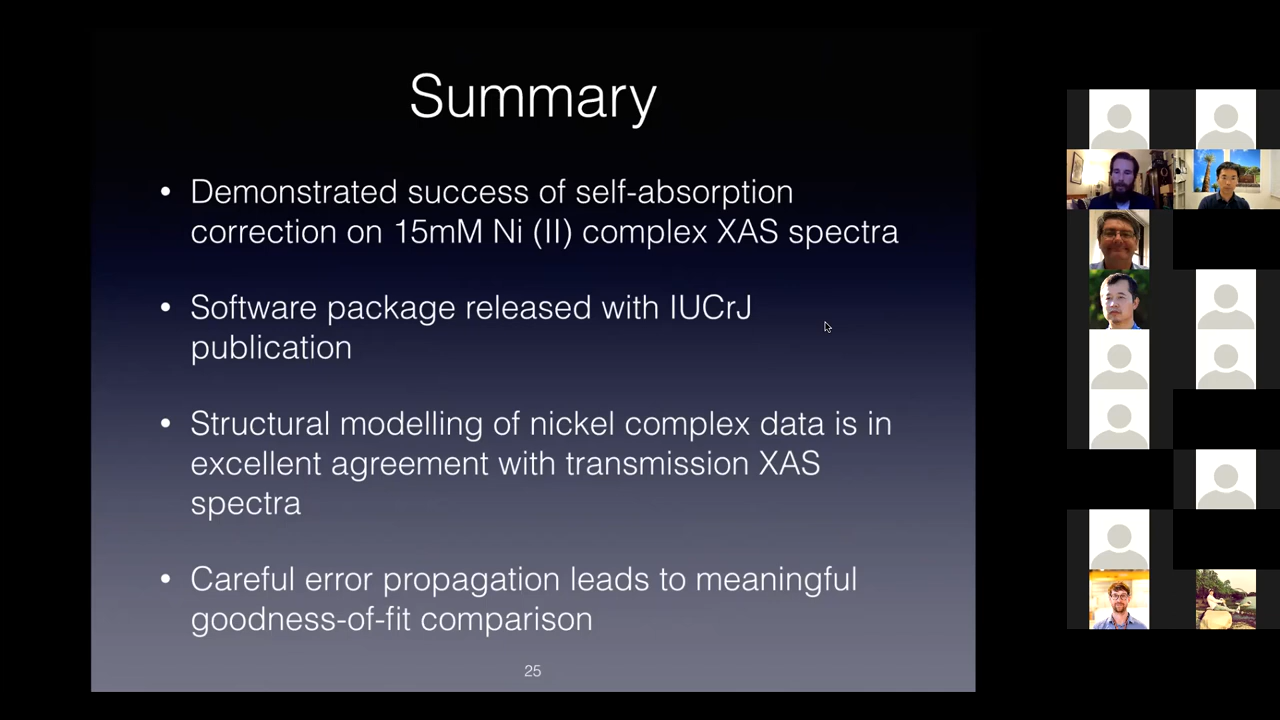 Summary
• Demonstrated success of self-absorption
correction on 15mM Ni (II) complex XAS spectra
• Software package released with IUCrJ
publication
• Structural modelling of nickel complex data is in
excellent agreement with transmission XAS
spectra
• Careful error propagation leads to meaningful
goodness-of-fit comparison
25